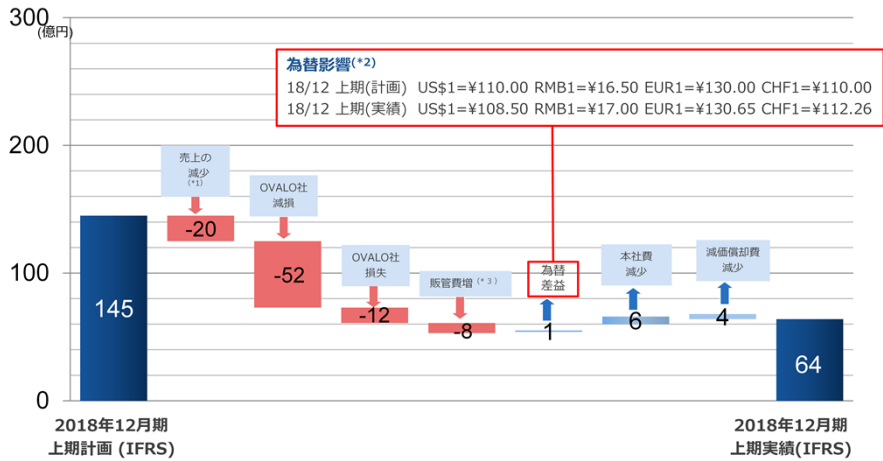 300
(億円)
為替影響(*2)
18/12 上期(計画) US$1=¥110.00 RMB1=¥16.50 EUR1=¥130.00 CHF1=¥110.00
18/12 上期(実績) US$1=¥108.50 RMB1=¥17.00 EUR1=¥130.65 CHF1=¥112.26
200
売上の
減少
(*1)
OVALO社
減損
OVALO社
損失
販管費増(*3)
為替
差益
本社費
減少
減価償却費
減少
100
0
145
-20
-52
-12
-8
1
6
4
64
2018年12月期
上期計画 (IFRS)
2018年12月期
上期実績(IFRS)